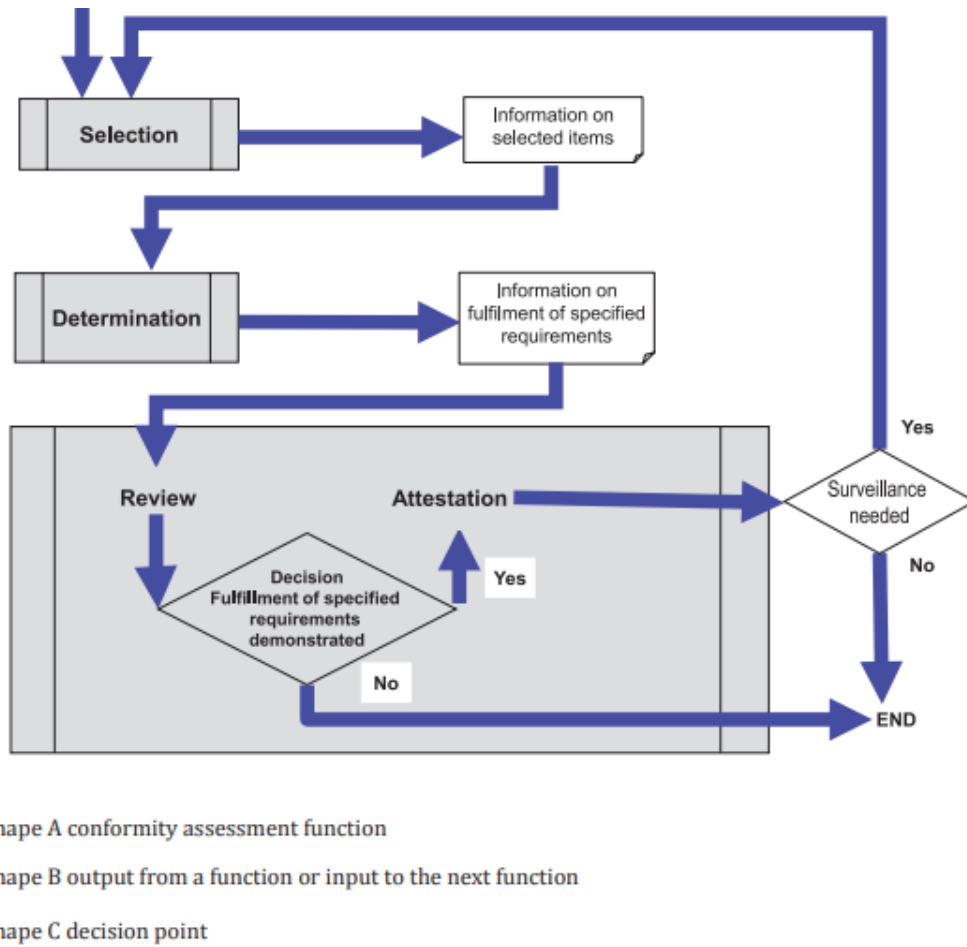 Selection
Information on
selected items
Determination
Information on
fulfilment of specified
requirements
Review
Attestation
Yes
Surveillance
needed
No
Decision
Fulfillment of specified
requirements
demonstrated
Yes
No
END
hape A conformity assessment function
hape B output from a function or input to the next function
hape C decision point